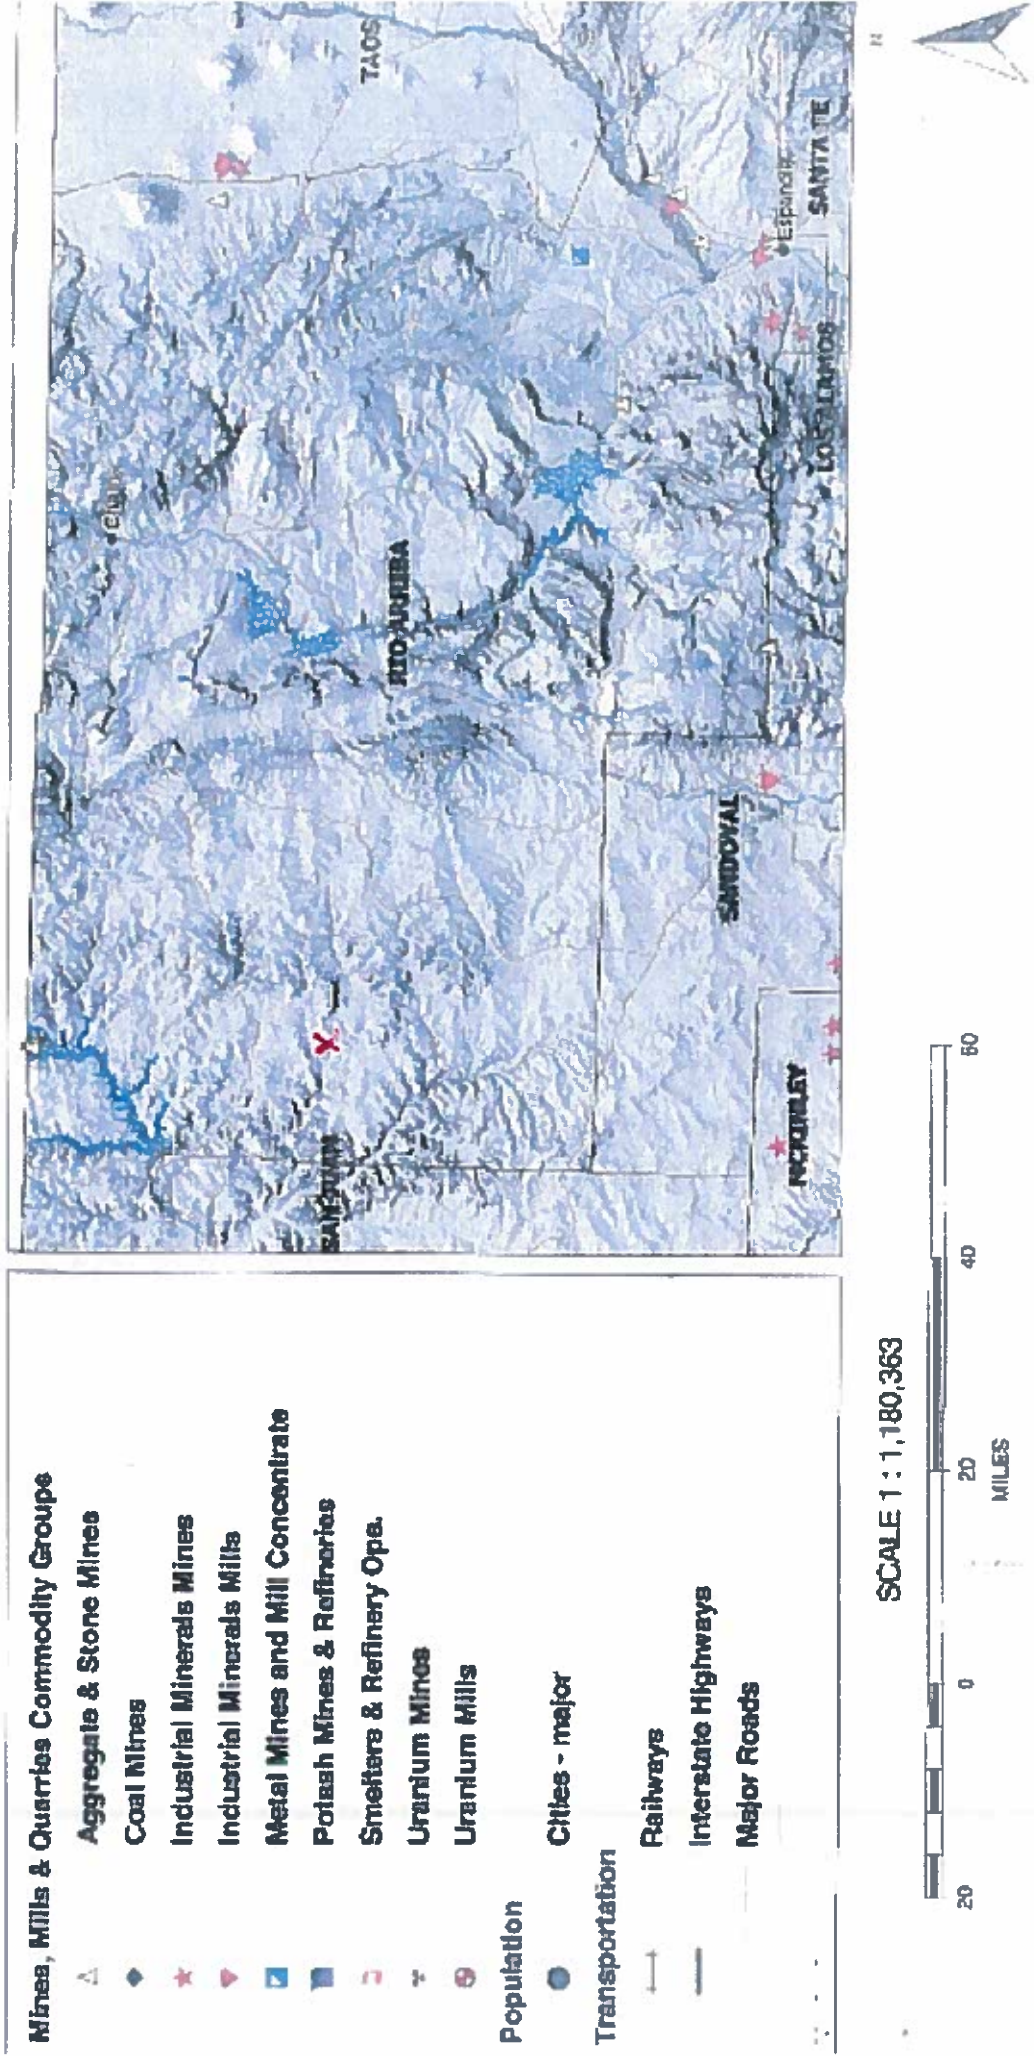 Mines, Mills & Quarries Commodity Groups
Aggregate & Stone Mines
Coal Mines
Industrial Minerals Mines
Industrial Minerals Mills
Metal Mines and Mill Concentrate
Potash Mines & Refineries
Smelters & Refinery Ops.
Uranium Mines
Uranium Mills
Population
Cities - major
Transportation
Railways
Interstate Highways
Major Roads
TAOS
RIO ARRIBA
SAN JUAN
X
SANDOVAL
MCKINLEY
LOS ALAMOS
Espanola
SANTA FE
N
SCALE 1 : 1,180,363
20 0 20 40 60
MILES